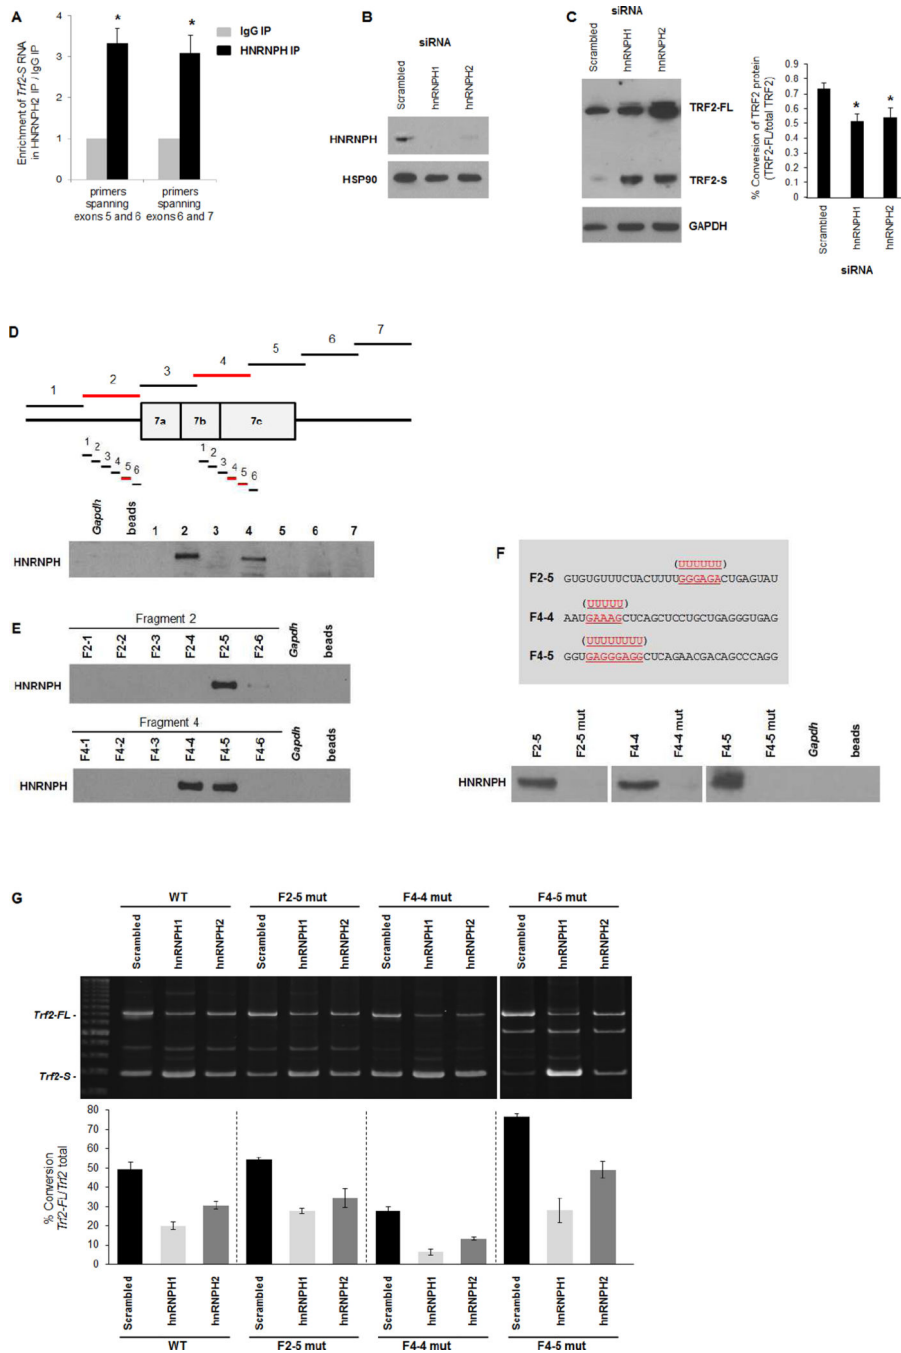 A
Enrichment of Trf2-S RNA
in HNRNPH2 IP / IgG IP
4
3
2
1
0
*
*
IgG IP
HNRNPH IP
primers
spanning
exons 5 and 6
primers
spanning
exons 6 and 7
B
siRNA
Scrambled
hnRNPH1
hnRNPH2
HNRNPH
HSP90
C
siRNA
Scrambled
hnRNPH1
hnRNPH2
TRF2-FL
TRF2-S
GAPDH
% Conversion of TRF2 protein
(TRF2-FL/total TRF2)
0.9
0.8
0.7
0.6
0.5
0.4
0.3
0.2
0.1
0
*
*
Scrambled
hnRNPH1
hnRNPH2
siRNA
D
1
2
3
4
5
6
7
7a
7b
7c
1
2
3
4
5
6
1
2
3
4
5
6
Gapdh
beads
1
2
3
4
5
6
7
HNRNPH
E
Fragment 2
F2-1
F2-2
F2-3
F2-4
F2-5
F2-6
Gapdh
beads
HNRNPH
Fragment 4
F4-1
F4-2
F4-3
F4-4
F4-5
F4-6
Gapdh
beads
HNRNPH
F
(UUUUUU)
F2-5 GUGUGUUUCUACUUUUGGGAGACUGAGUAU
(UUUUU)
F4-4 AAUGAAAGCUCAGCUCCUGCUGAGGGUGAG
(UUUUUUUU)
F4-5 GGUGAGGGAGGCUCAGAACGACAGCCCAGG
F2-5
F2-5 mut
F4-4
F4-4 mut
F4-5
F4-5 mut
Gapdh
beads
HNRNPH
G
WT
F2-5 mut
F4-4 mut
F4-5 mut
Scrambled
hnRNPH1
hnRNPH2
Scrambled
hnRNPH1
hnRNPH2
Scrambled
hnRNPH1
hnRNPH2
Scrambled
hnRNPH1
hnRNPH2
Trf2-FL -
Trf2-S -
% Conversion
Trf2-FL/Trf2 total
80
70
60
50
40
30
20
10
0
Scrambled
hnRNPH1
hnRNPH2
Scrambled
hnRNPH1
hnRNPH2
Scrambled
hnRNPH1
hnRNPH2
Scrambled
hnRNPH1
hnRNPH2
WT
F2-5 mut
F4-4 mut
F4-5 mut